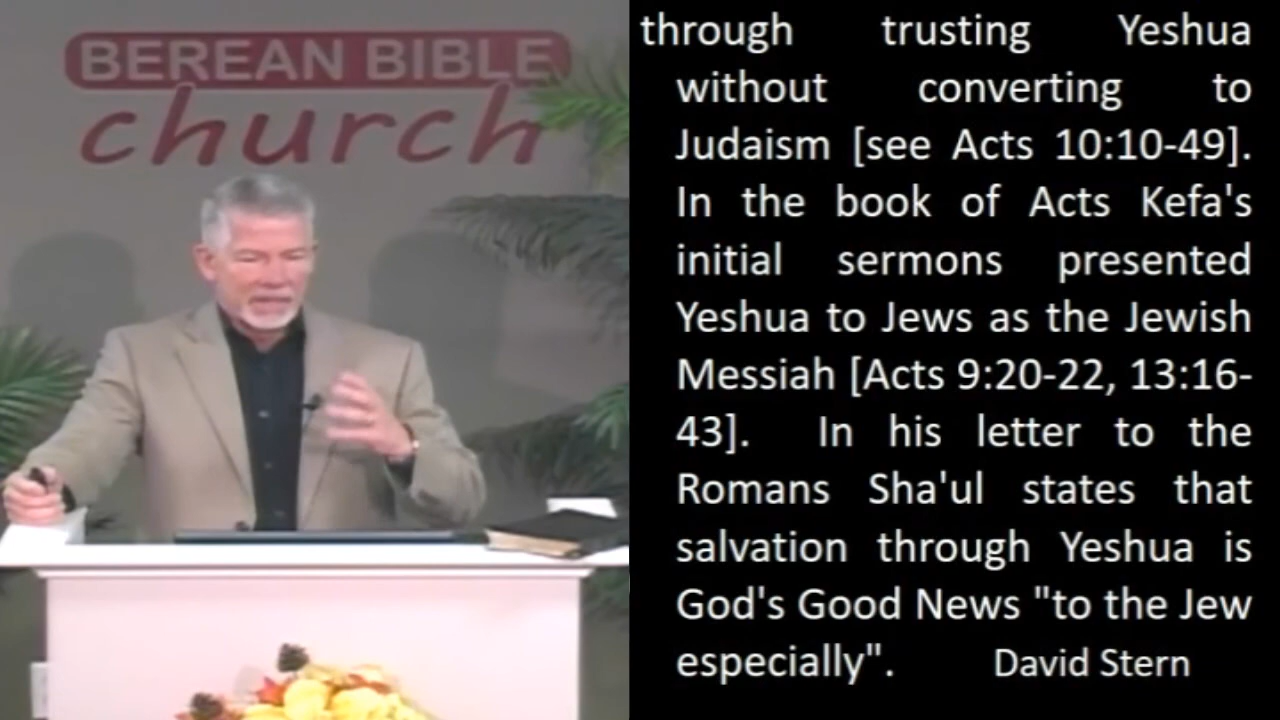 BEREAN BIBLE
church
through trusting Yeshua
without converting to
Judaism [see Acts 10:10-49].
In the book of Acts Kefa's
initial sermons presented
Yeshua to Jews as the Jewish
Messiah [Acts 9:20-22, 13:16-
43]. In his letter to the
Romans Sha'ul states that
salvation through Yeshua is
God's Good News "to the Jew
especially". David Stern